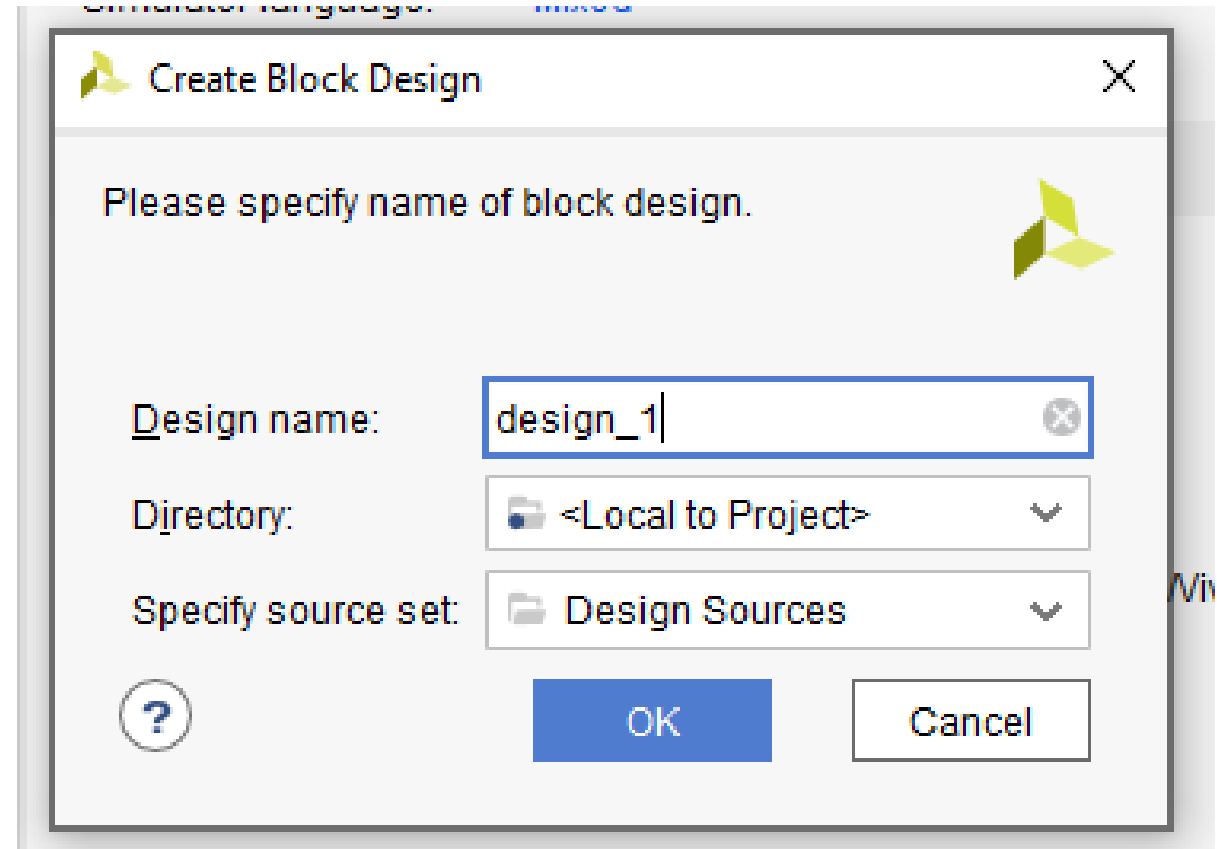 Create Block Design
Please specify name of block design.
Design name: design_1
Directory: <Local to Project>
Specify source set: Design Sources
? OK Cancel